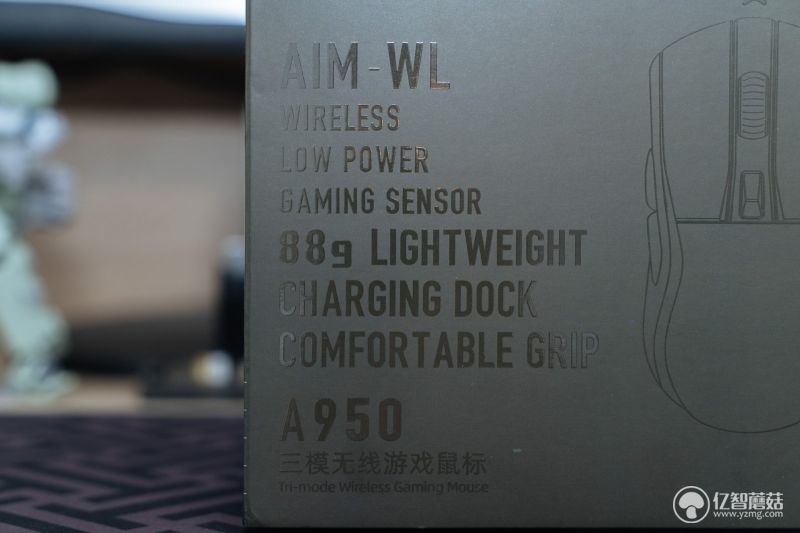 AIM-WL
WIRELESS
LOW POWER
GAMING SENSOR
88g LIGHTWEIGHT
CHARGING DOCK
COMFORTABLE GRIP
A950
三模无线游戏鼠标
Tri-mode Wireless Gaming Mouse
亿智蘑菇
www.yzmg.com